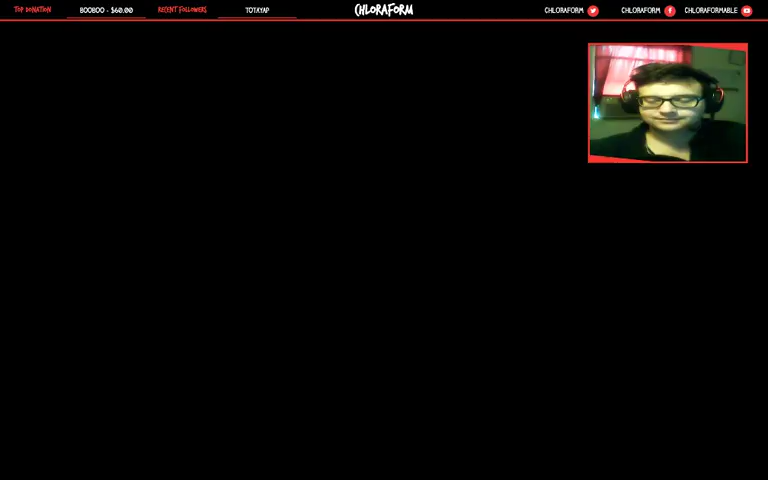 TOP DONATION
BOOBOO - $60.00
RECENT FOLLOWERS
TOTAYAP
CHLORAFORM
CHLORAFORM
CHLORAFORM
CHLORAFORMABLE